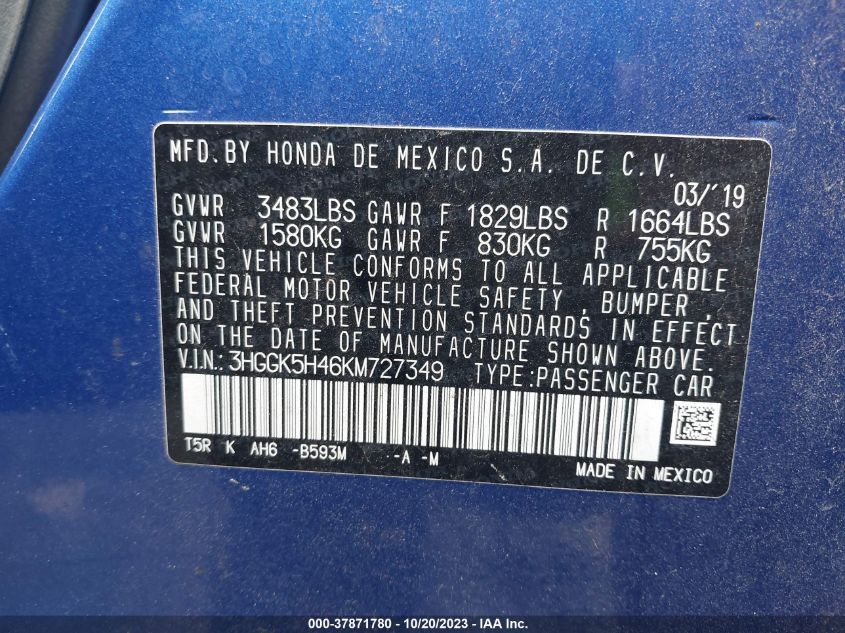 MFD. BY HONDA DE MEXICO S.A. DE C.V.
03/'19
GVWR 3483LBS GAWR F 1829LBS R 1664LBS
GVWR 1580KG GAWR F 830KG R 755KG
THIS VEHICLE CONFORMS TO ALL APPLICABLE
FEDERAL MOTOR VEHICLE SAFETY , BUMPER ,
AND THEFT PREVENTION STANDARDS IN EFFECT
ON THE DATE OF MANUFACTURE SHOWN ABOVE.
V.I.N.: 3HGGK5H46KM727349 TYPE:PASSENGER CAR
T5R K AH6 -B593M -A -M
MADE IN MEXICO
000-37871780 - 10/20/2023 - © IAA, Inc.